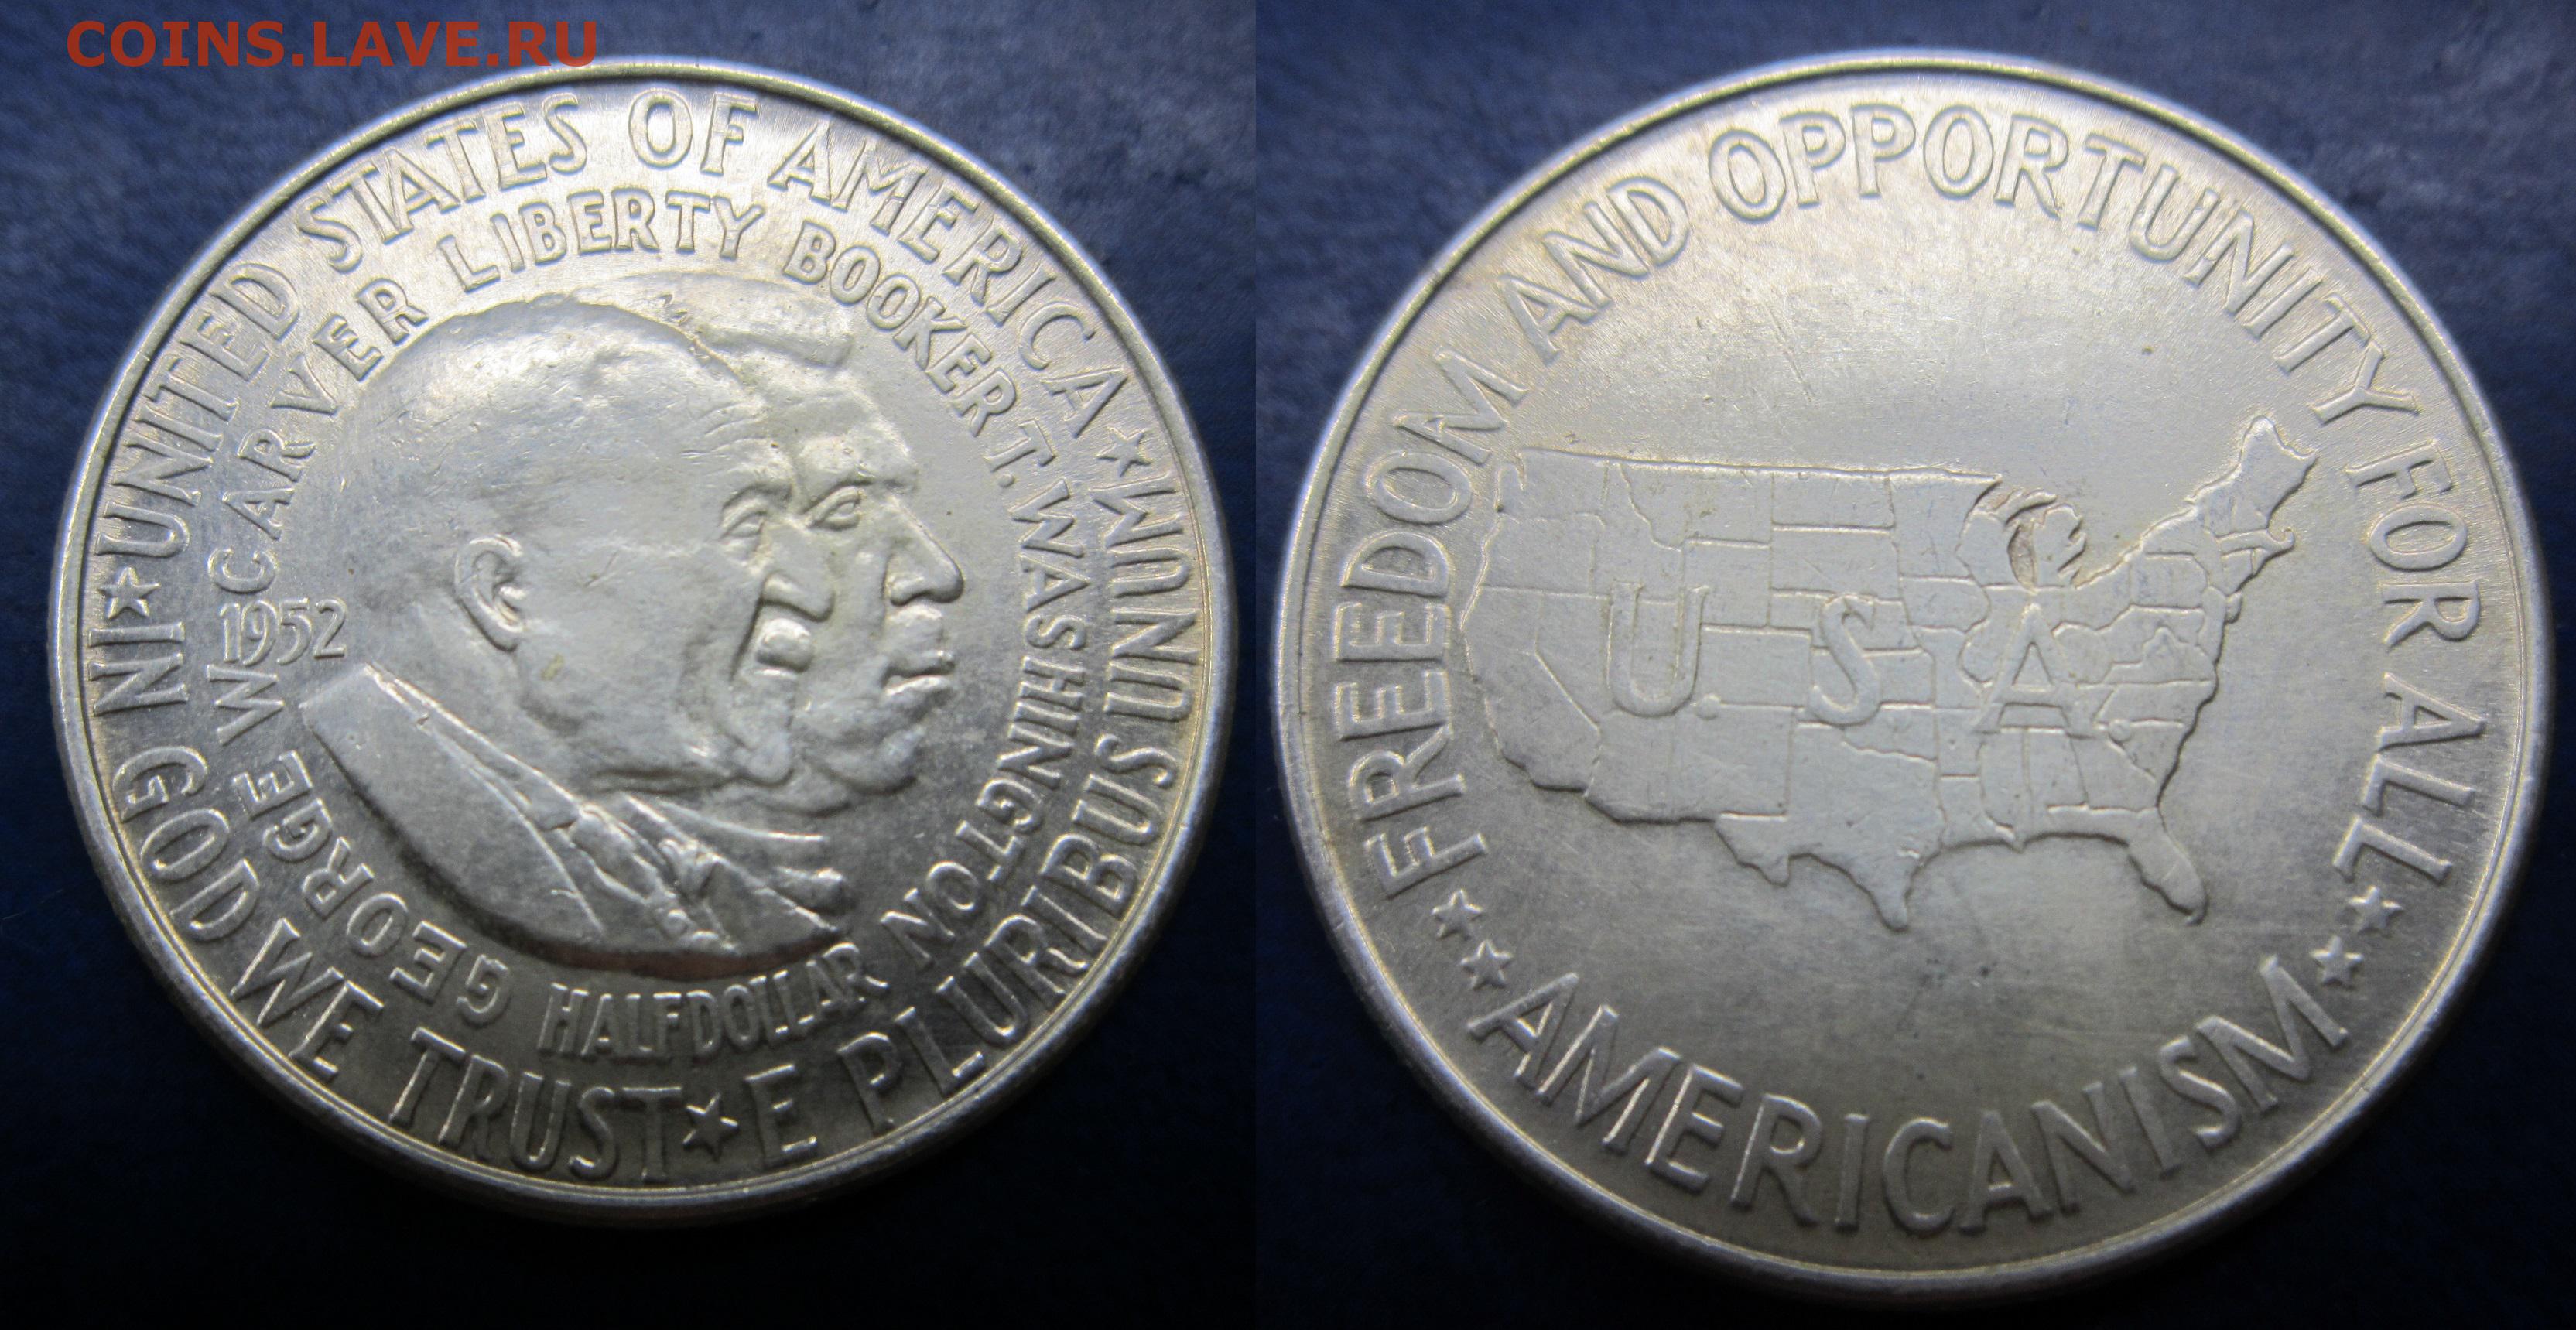 COINS.LAVE.RU
★ UNITED STATES OF AMERICA ★
E PLURIBUS UNUM
IN GOD WE TRUST ★
GEORGE W CARVER LIBERTY BOOKER T. WASHINGTON
1952
HALF DOLLAR
FREEDOM AND OPPORTUNITY FOR ALL
U.S.A
★★ AMERICANISM ★★